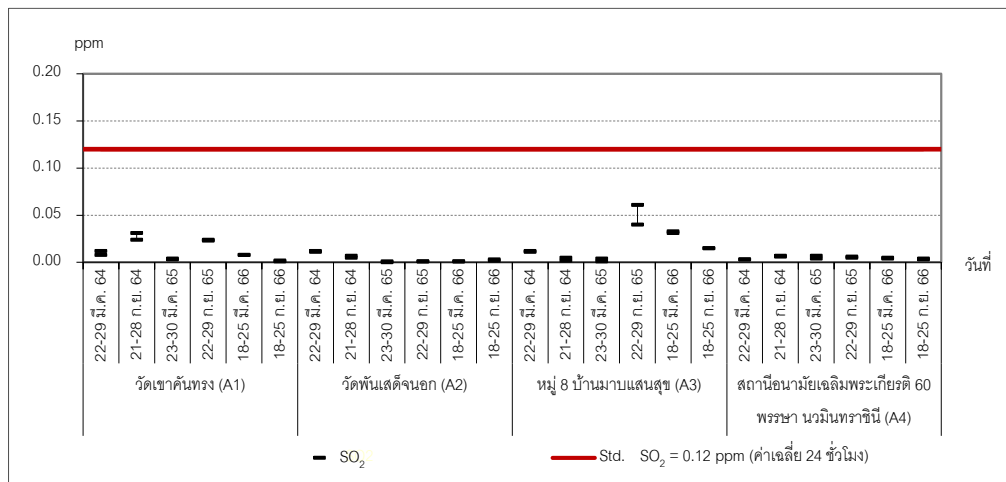 ppm
0.20
0.15
0.10
0.05
0.00
วันที่
22-29 มี.ค. 64
21-28 ก.ย. 64
23-30 มี.ค. 65
22-29 ก.ย. 65
18-25 มี.ค. 66
18-25 ก.ย. 66
22-29 มี.ค. 64
21-28 ก.ย. 64
23-30 มี.ค. 65
22-29 ก.ย. 65
18-25 มี.ค. 66
18-25 ก.ย. 66
22-29 มี.ค. 64
21-28 ก.ย. 64
23-30 มี.ค. 65
22-29 ก.ย. 65
18-25 มี.ค. 66
18-25 ก.ย. 66
22-29 มี.ค. 64
21-28 ก.ย. 64
23-30 มี.ค. 65
22-29 ก.ย. 65
18-25 มี.ค. 66
18-25 ก.ย. 66
วัดเขาคันทรง (A1)
วัดพันเสด็จนอก (A2)
หมู่ 8 บ้านมาบแสนสุข (A3)
สถานีอนามัยเฉลิมพระเกียรติ 60
พรรษา นวมินทราชินี (A4)
SO₂
Std. SO₂ = 0.12 ppm (ค่าเฉลี่ย 24 ชั่วโมง)